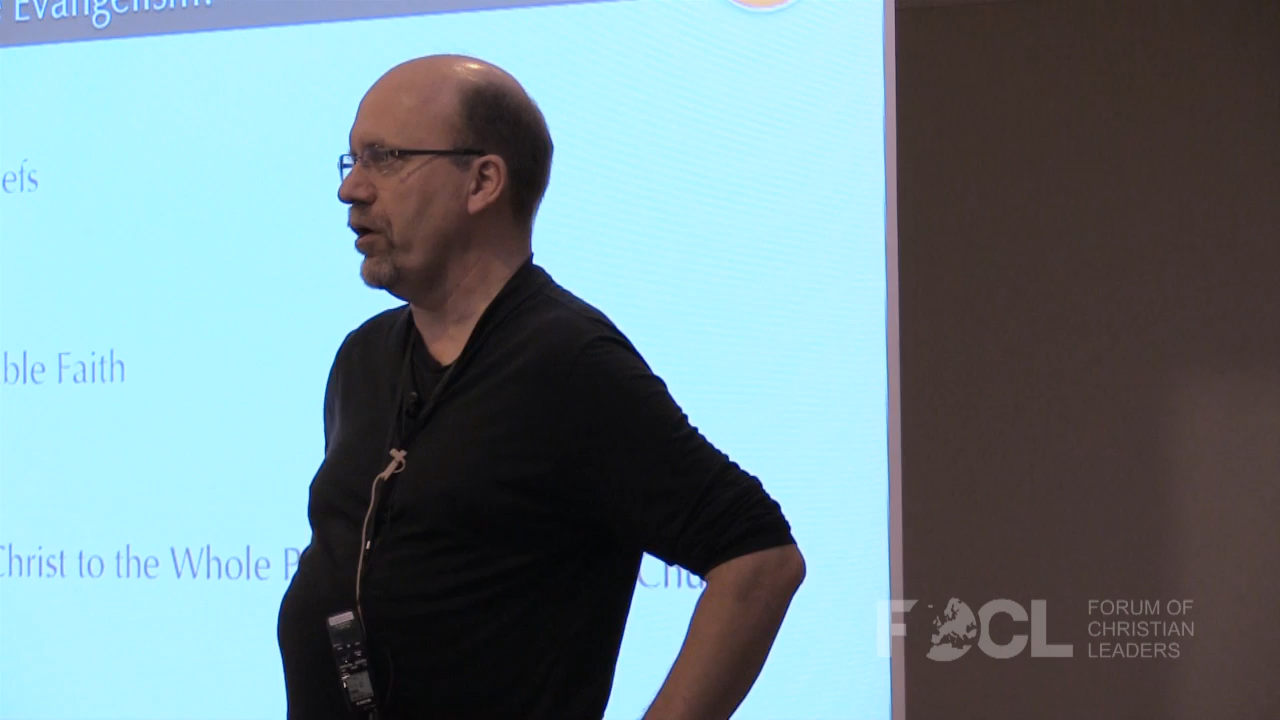 Evangelism?
efs
ble Faith
Christ to the Whole
FOCL
FORUM OF
CHRISTIAN
LEADERS